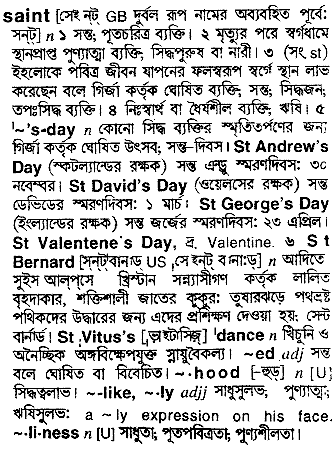 saint [সেইন্ট্ GB দুর্বল রূপ নামের অব্যবহিত পূর্বে:
সন্ট্] n ১ সন্ত; পূতচরিত্র ব্যক্তি। ২ মৃত্যুর পরে স্বর্গধামে
স্থানপ্রাপ্ত পুণ্যাত্মা ব্যক্তি, সিদ্ধপুরুষ বা নারী। ৩ (সং st)
ইহলোকে পবিত্র জীবন যাপনের ফলস্বরূপ স্বর্গে স্থান লাভ
করেছেন বলে গির্জা কর্তৃক ঘোষিত ব্যক্তি, সন্ত, সিদ্ধজন;
তপঃসিদ্ধ ব্যক্তি। ৪ নিঃস্বার্থ বা ধৈর্যশীল ব্যক্তি, ঋষি। ৫
'~'s-day n কোনো সিদ্ধ ব্যক্তির স্মৃতিতর্পণের জন্য
গির্জা কর্তৃক ঘোষিত উৎসব; সন্ত-দিবস। St Andrew's
Day (স্কটল্যান্ডের রক্ষক) সন্ত এন্ড্রু স্মরণদিবস: ৩০
নবেম্বর। St David's Day (ওয়েলসের রক্ষক) সন্ত
ডেভিডের স্মরণদিবস: ১ মার্চ। St George's Day
(ইংল্যান্ডের রক্ষক) সন্ত জর্জের স্মরণদিবস: ২৩ এপ্রিল।
St Valentene's Day, দ্র. Valentine. ৬ St
Bernard [সন্ট্'বানাড্ US ,সেইন্ট্ বা'না:ড্] n আদিতে
সুইস আল্পসে খ্রিস্তান সন্ন্যাসীগণ কর্তৃক লালিত
বৃহদাকার, শক্তিশালী জাতের কুকুর; তুষারঝড়ে পথভ্রষ্ট
পথিকদের উদ্ধারের জন্য এদের প্রশিক্ষণ দেওয়া হয়; সেন্ট
বার্নার্ড। St ,Vitus's [,ভাইটাসিজ়্] 'dance n খিঁচুনি ও
অনৈচ্ছিক অঙ্গবিক্ষেপযুক্ত স্নায়ুবৈকল্য। ~ed adj সন্ত
বলে ঘোষিত বা বিবেচিত। ~·hood [-হুড্] n [U]
সিদ্ধত্বলাভ। ~-like, ~·ly adjj সাধুসুলভ; পুণ্যাত্ম;
ঋষিসুলভ: a ~ly expression on his face.
~·li·ness n [U] সাধুতা; পূতপবিত্রতা; পুণ্যশীলতা।